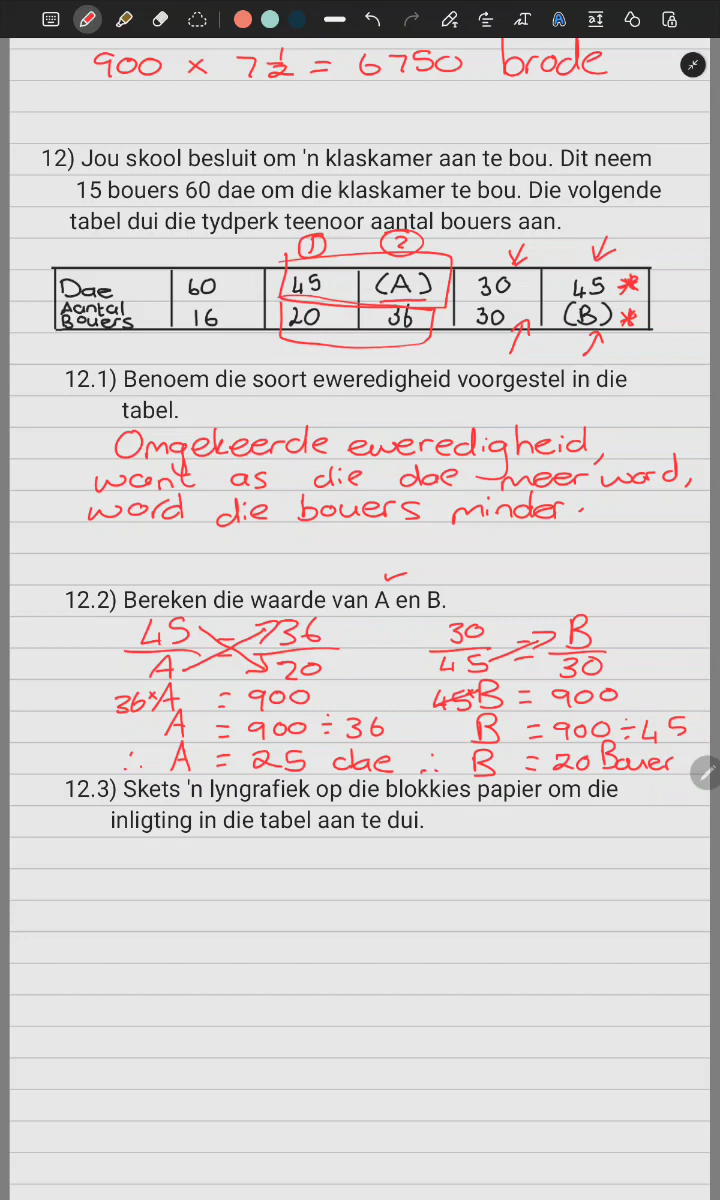 900 × 7 1/2 = 6750 brode
12) Jou skool besluit om 'n klaskamer aan te bou. Dit neem
15 bouers 60 dae om die klaskamer te bou. Die volgende
tabel dui die tydperk teenoor aantal bouers aan.
① ②
Dae 60 45 (A) 30 45 *
Aantal Bouers 16 20 36 30 (B) *
12.1) Benoem die soort eweredigheid voorgestel in die
tabel.
Omgekeerde eweredigheid,
want as die dae meer word,
word die bouers minder.
12.2) Bereken die waarde van A en B.
45/A = 36/20 30/45 = B/30
36×A = 900 45×B = 900
A = 900 ÷ 36 B = 900 ÷ 45
∴ A = 25 dae ∴ B = 20 Bouer
12.3) Skets 'n lyngrafiek op die blokkies papier om die
inligting in die tabel aan te dui.